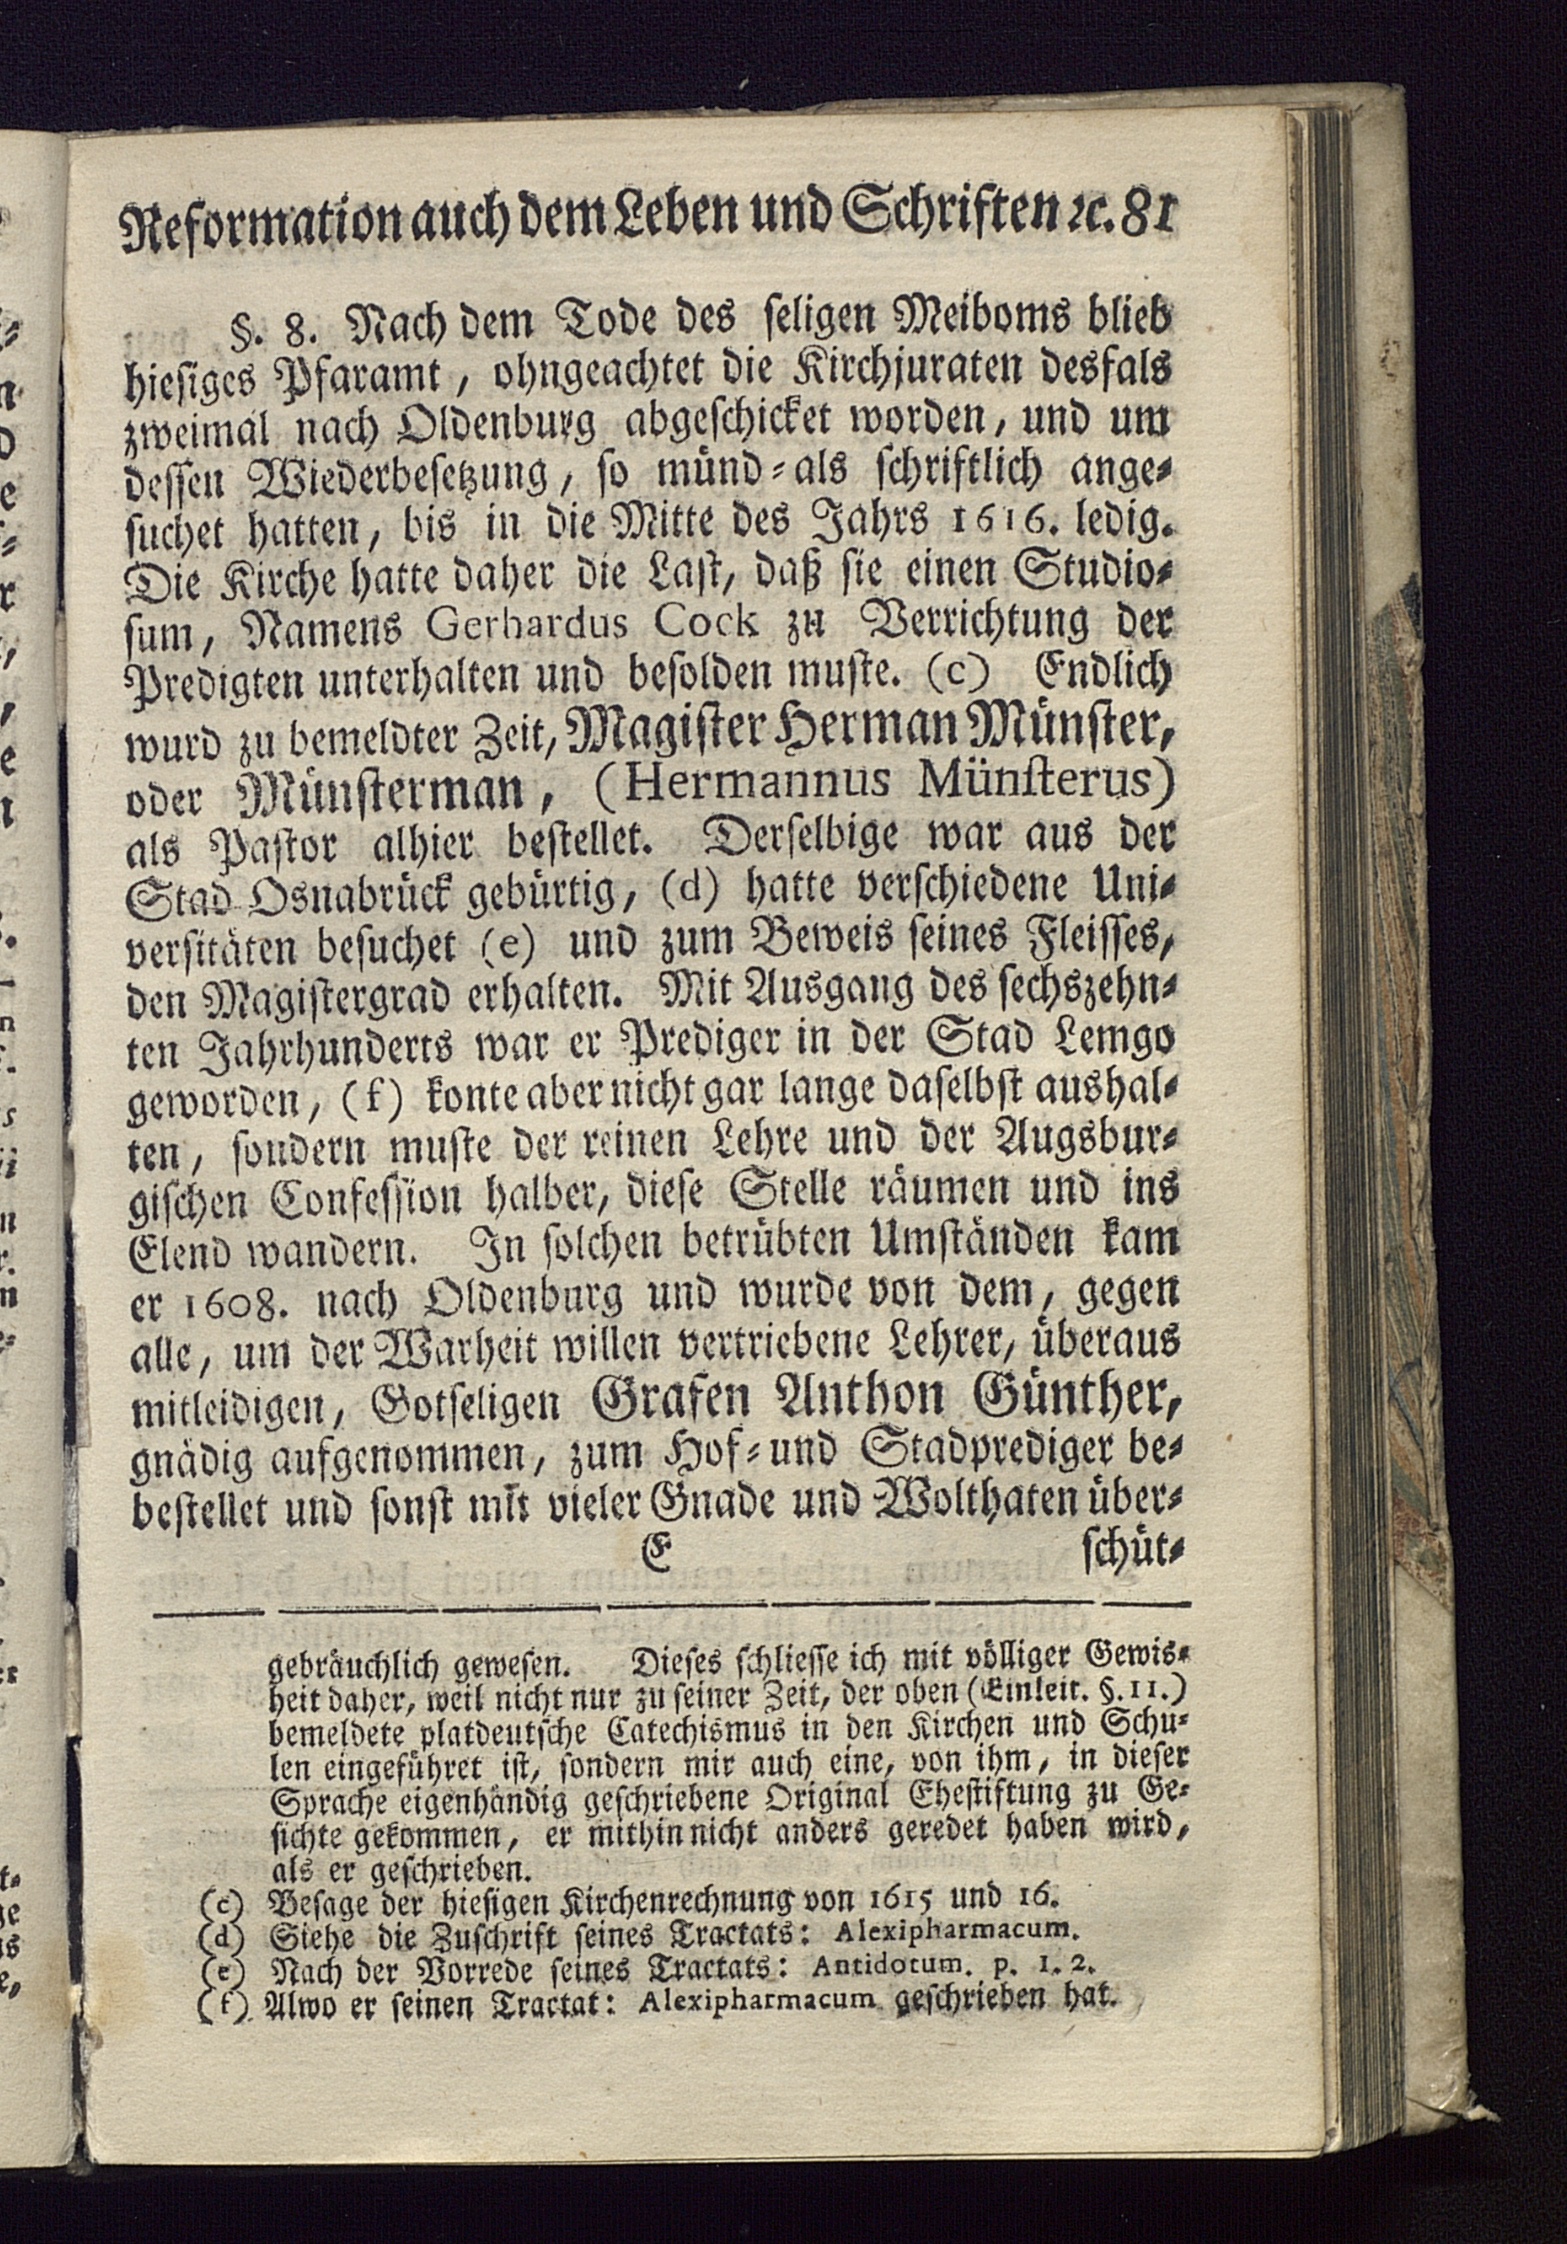 Reformation auch dem Leben und Schriften ꝛc. 81
§. 8. Nach dem Tode des seligen Meiboms blieb
hiesiges Pfaramt, ohngeachtet die Kirchjuraten desfals
zweimal nach Oldenburg abgeschicket worden, und um
dessen Wiederbesetzung, so münd-als schriftlich ange-
suchet hatten, bis in die Mitte des Jahrs 1616. ledig.
Die Kirche hatte daher die Last, daß sie einen Studio-
sum, Namens Gerhardus Cock zu Verrichtung der
Predigten unterhalten und besolden muste. (c) Endlich
wurd zu bemeldter Zeit, Magister Herman Münster,
oder Münsterman, (Hermannus Münsterus)
als Pastor alhier bestellet. Derselbige war aus der
Stad Osnabrück gebürtig, (d) hatte verschiedene Uni-
versitäten besuchet (e) und zum Beweis seines Fleisses,
den Magistergrad erhalten. Mit Ausgang des sechszehn-
ten Jahrhunderts war er Prediger in der Stad Lemgo
geworden, (f) konte aber nicht gar lange daselbst aushal-
ten, sondern muste der reinen Lehre und der Augsbur-
gischen Confession halber, diese Stelle räumen und ins
Elend wandern. In solchen betrübten Umständen kam
er 1608. nach Oldenburg und wurde von dem, gegen
alle, um der Warheit willen vertriebene Lehrer, überaus
mitleidigen, Gotseligen Grafen Anthon Günther,
gnädig aufgenommen, zum Hof-und Stadprediger be-
bestellet und sonst mit vieler Gnade und Wolthaten über-
E schüt-
gebräuchlich gewesen. Dieses schliesse ich mit völliger Gewis-
heit daher, weil nicht nur zu seiner Zeit, der oben (Einleit. §. 11.)
bemeldete platdeutsche Catechismus in den Kirchen und Schu-
len eingeführet ist, sondern mir auch eine, von ihm, in dieser
Sprache eigenhändig geschriebene Original Ehestiftung zu Ge-
sichte gekommen, er mithin nicht anders geredet haben wird,
als er geschrieben.
(c) Besage der hiesigen Kirchenrechnung von 1615 und 16.
(d) Siehe die Zuschrift seines Tractats: Alexipharmacum.
(e) Nach der Vorrede seines Tractats: Antidotum. p. 1. 2.
(f) Alwo er seinen Tractat: Alexipharmacum geschrieben hat.